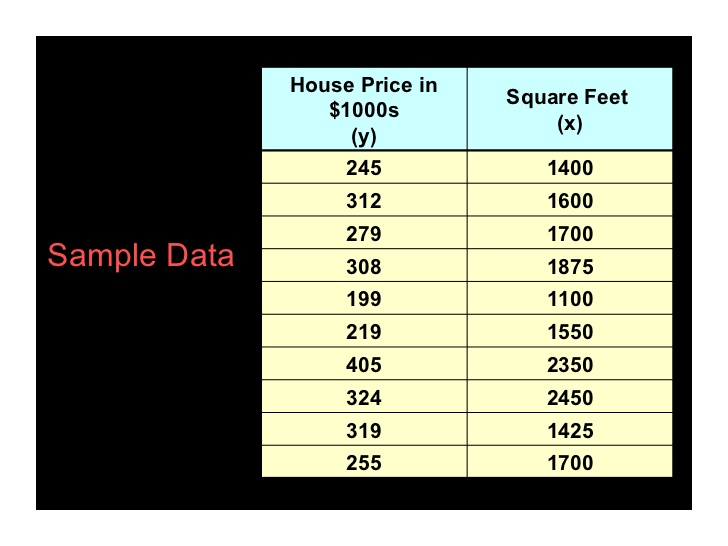 Sample Data
House Price in
$1000s
(y)
Square Feet
(x)
245 1400
312 1600
279 1700
308 1875
199 1100
219 1550
405 2350
324 2450
319 1425
255 1700